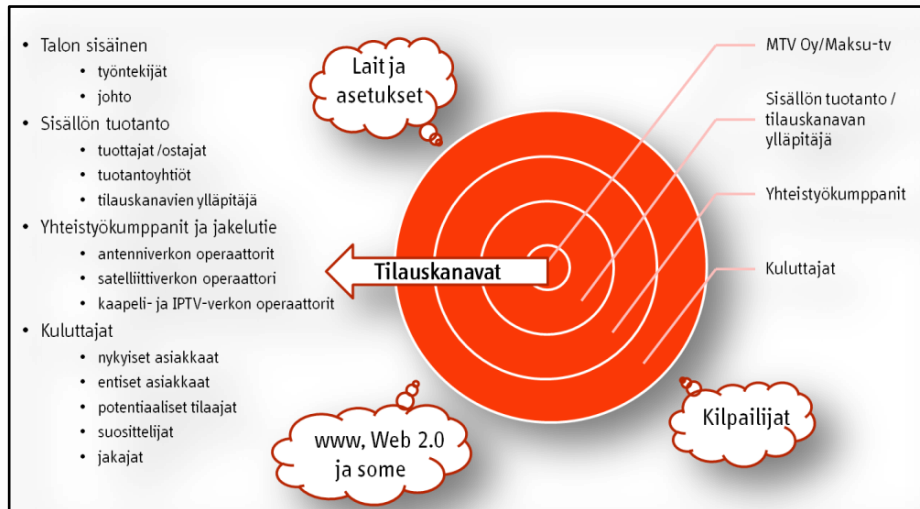 • Talon sisäinen
• työntekijät
• johto
• Sisällön tuotanto
• tuottajat /ostajat
• tuotantoyhtiöt
• tilauskanavien ylläpitäjä
• Yhteistyökumppanit ja jakelutie
• antenniverkon operaattorit
• satelliittiverkon operaattori
• kaapeli- ja IPTV-verkon operaattorit
• Kuluttajat
• nykyiset asiakkaat
• entiset asiakkaat
• potentiaaliset tilaajat
• suosittelijat
• jakajat
Lait ja
asetukset
Tilauskanavat
www, Web 2.0
ja some
Kilpailijat
MTV Oy/Maksu-tv
Sisällön tuotanto /
tilauskanavan
ylläpitäjä
Yhteistyökumppanit
Kuluttajat